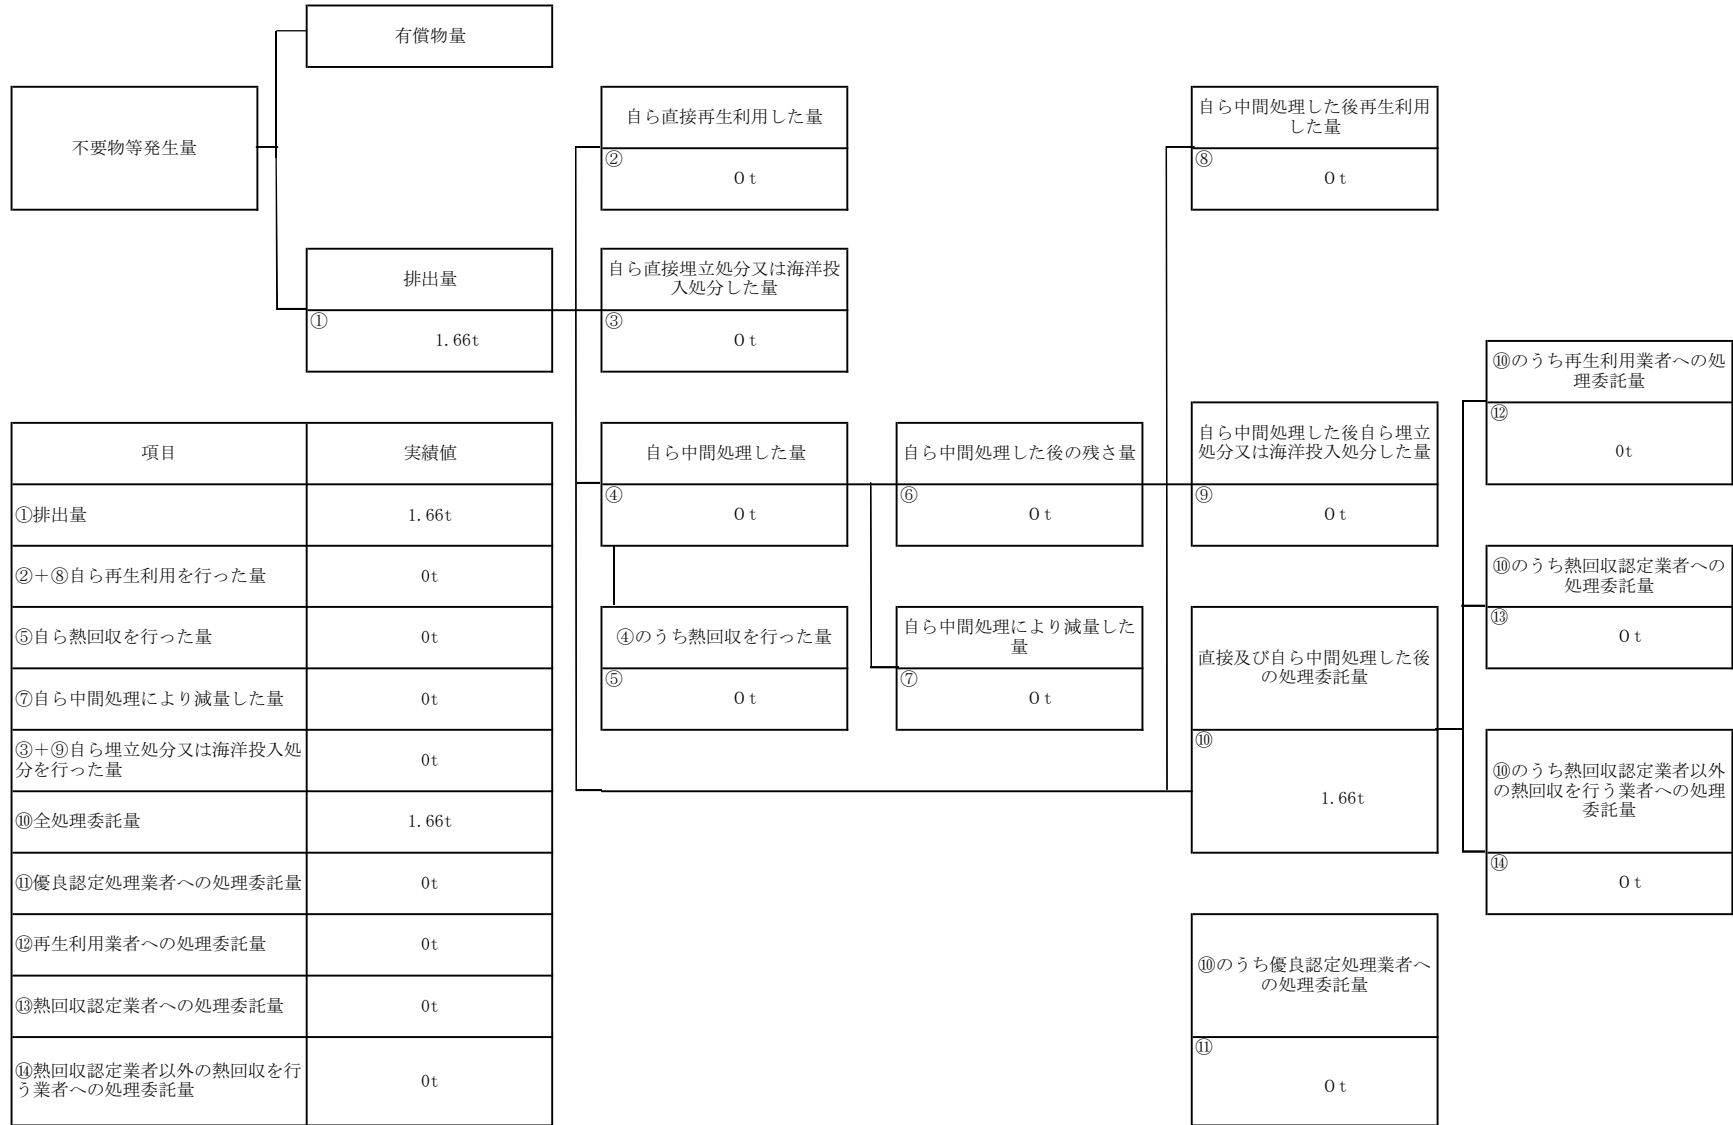 有償物量
不要物等発生量
自ら直接再生利用した量
②
0 t
自ら中間処理した後再生利用
した量
⑧
0 t
排出量
①
1.66t
自ら直接埋立処分又は海洋投
入処分した量
③
0 t
⑩のうち再生利用業者への処
理委託量
⑫
0t
項目
実績値
①排出量
1.66t
②＋⑧自ら再生利用を行った量
0t
⑤自ら熱回収を行った量
0t
⑦自ら中間処理により減量した量
0t
③＋⑨自ら埋立処分又は海洋投入処
分を行った量
0t
⑩全処理委託量
1.66t
⑪優良認定処理業者への処理委託量
0t
⑫再生利用業者への処理委託量
0t
⑬熱回収認定業者への処理委託量
0t
⑭熱回収認定業者以外の熱回収を行
う業者への処理委託量
0t
自ら中間処理した量
④
0 t
自ら中間処理した後の残さ量
⑥
0 t
自ら中間処理した後自ら埋立
処分又は海洋投入処分した量
⑨
0 t
④のうち熱回収を行った量
⑤
0 t
自ら中間処理により減量した
量
⑦
0 t
直接及び自ら中間処理した後
の処理委託量
⑩
1.66t
⑩のうち熱回収認定業者への
処理委託量
⑬
0 t
⑩のうち熱回収認定業者以外
の熱回収を行う業者への処理
委託量
⑭
0 t
⑩のうち優良認定処理業者へ
の処理委託量
⑪
0 t